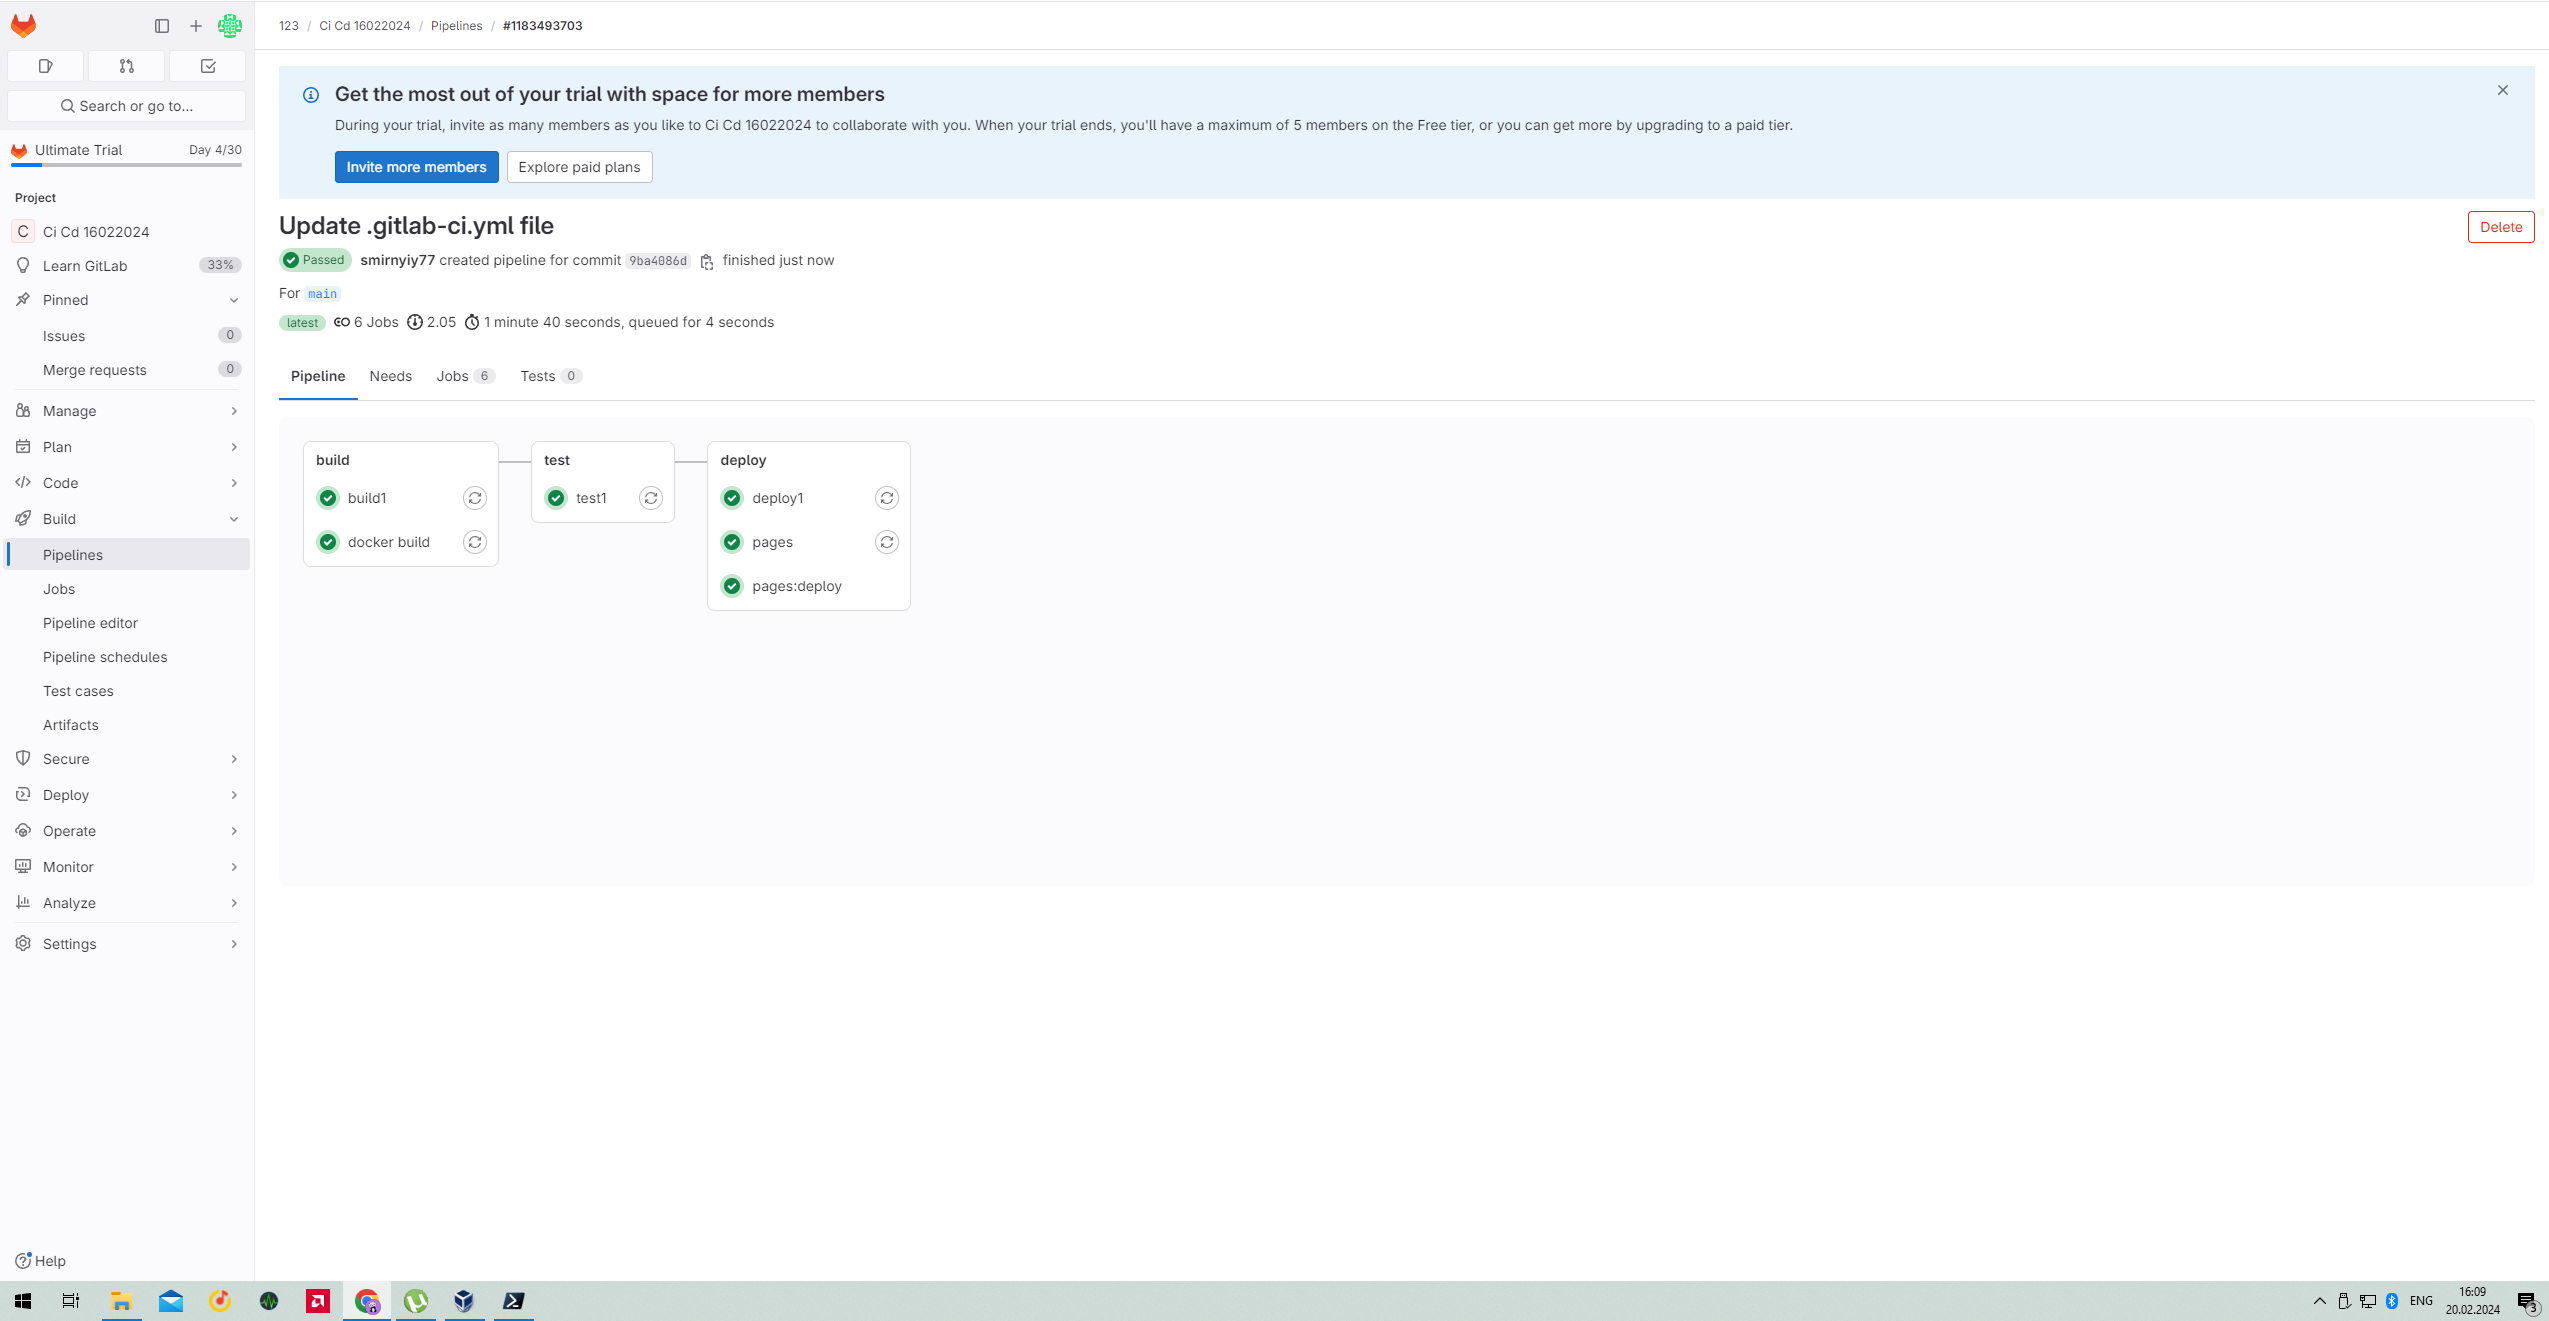 123 / Ci Cd 16022024 / Pipelines / #1183493703
Search or go to...
Ultimate Trial Day 4/30
Project
C Ci Cd 16022024
Learn GitLab 33%
Pinned
Issues 0
Merge requests 0
Manage
Plan
Code
Build
Pipelines
Jobs
Pipeline editor
Pipeline schedules
Test cases
Artifacts
Secure
Deploy
Operate
Monitor
Analyze
Settings
Help
Get the most out of your trial with space for more members
During your trial, invite as many members as you like to Ci Cd 16022024 to collaborate with you. When your trial ends, you'll have a maximum of 5 members on the Free tier, or you can get more by upgrading to a paid tier.
Invite more members Explore paid plans
Update .gitlab-ci.yml file
Delete
Passed smirnyiy77 created pipeline for commit 9ba4086d finished just now
For main
latest 6 Jobs 2.05 1 minute 40 seconds, queued for 4 seconds
Pipeline Needs Jobs 6 Tests 0
build
build1
docker build
test
test1
deploy
deploy1
pages
pages:deploy
ENG
16:09
20.02.2024
3